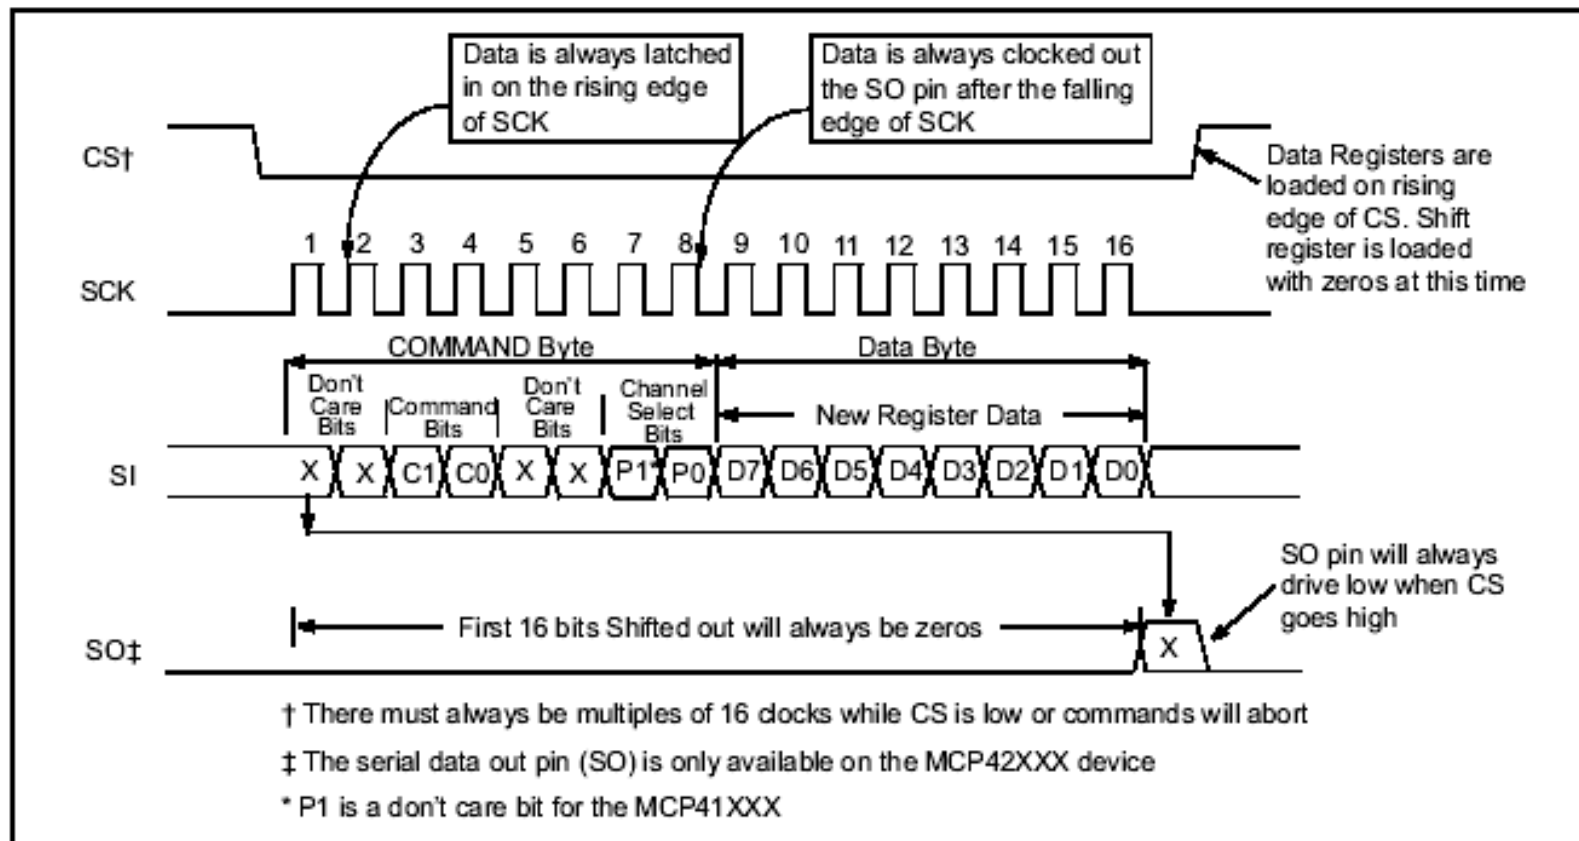 Data is always latched
in on the rising edge
of SCK
Data is always clocked out
the SO pin after the falling
edge of SCK
CS†
Data Registers are
loaded on rising
edge of CS. Shift
register is loaded
with zeros at this time
1 2 3 4 5 6 7 8 9 10 11 12 13 14 15 16
SCK
COMMAND Byte
Data Byte
Don't
Care
Bits
Command
Bits
Don't
Care
Bits
Channel
Select
Bits
New Register Data
SI
X X C1 C0 X X P1* P0 D7 D6 D5 D4 D3 D2 D1 D0
SO pin will always
drive low when CS
goes high
First 16 bits Shifted out will always be zeros
SO‡
X
† There must always be multiples of 16 clocks while CS is low or commands will abort
‡ The serial data out pin (SO) is only available on the MCP42XXX device
* P1 is a don't care bit for the MCP41XXX